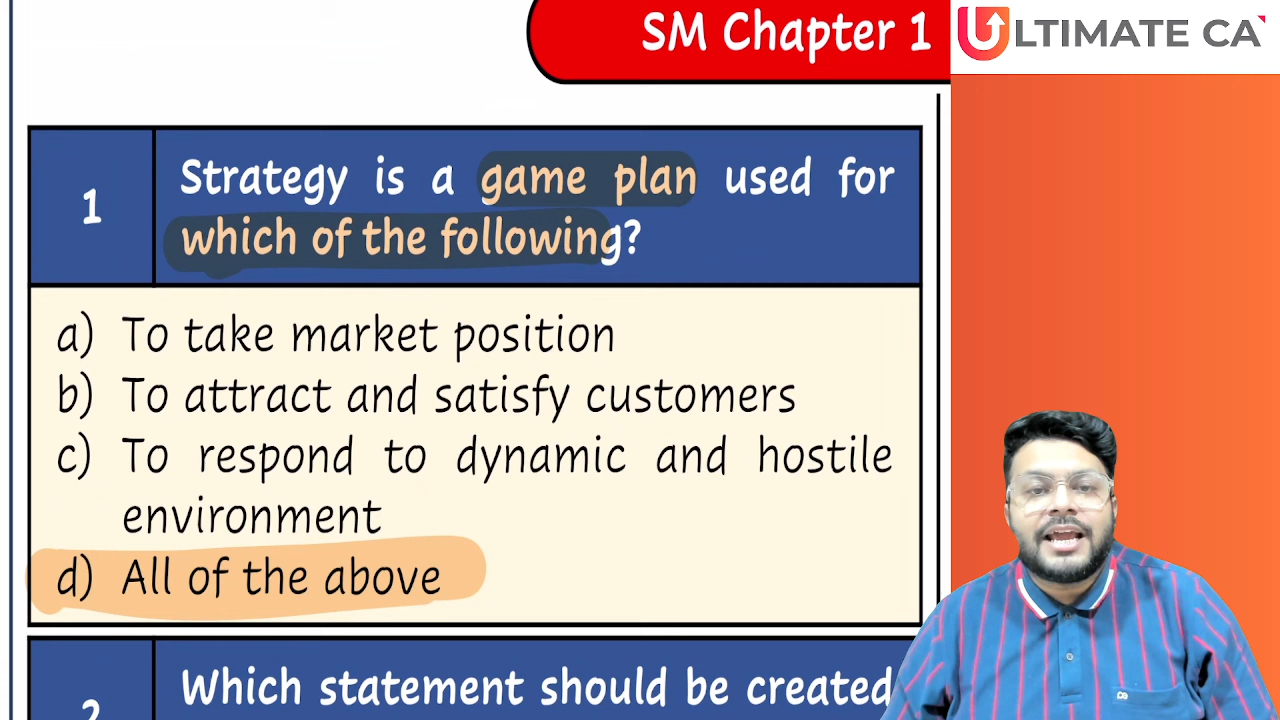 SM Chapter 1
ULTIMATE CA
1
Strategy is a game plan used for
which of the following?
a) To take market position
b) To attract and satisfy customers
c) To respond to dynamic and hostile
environment
d) All of the above
2
Which statement should be created